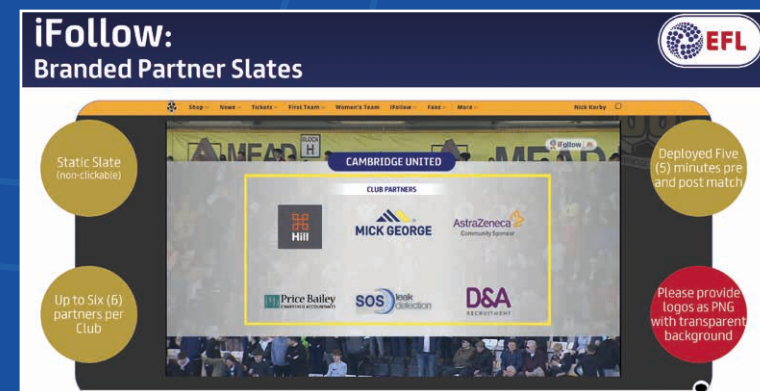 iFollow:
Branded Partner Slates
EFL
Shop News Tickets First Team Women's Team iFollow Fans More Nick Korby
Static Slate
(non-clickable)
BLOCK
H
MEAD
iFollow
CAMBRIDGE UNITED
CLUB PARTNERS
Hill
MICK GEORGE
AstraZeneca
Community Sponsor
Price Bailey
CHARTERED ACCOUNTANTS
SOS leak
detection
D&A
RECRUITMENT
Deployed Five
(5) minutes pre
and post match
Up to Six (6)
partners per
Club
Please provide
logos as PNG
with transparent
background